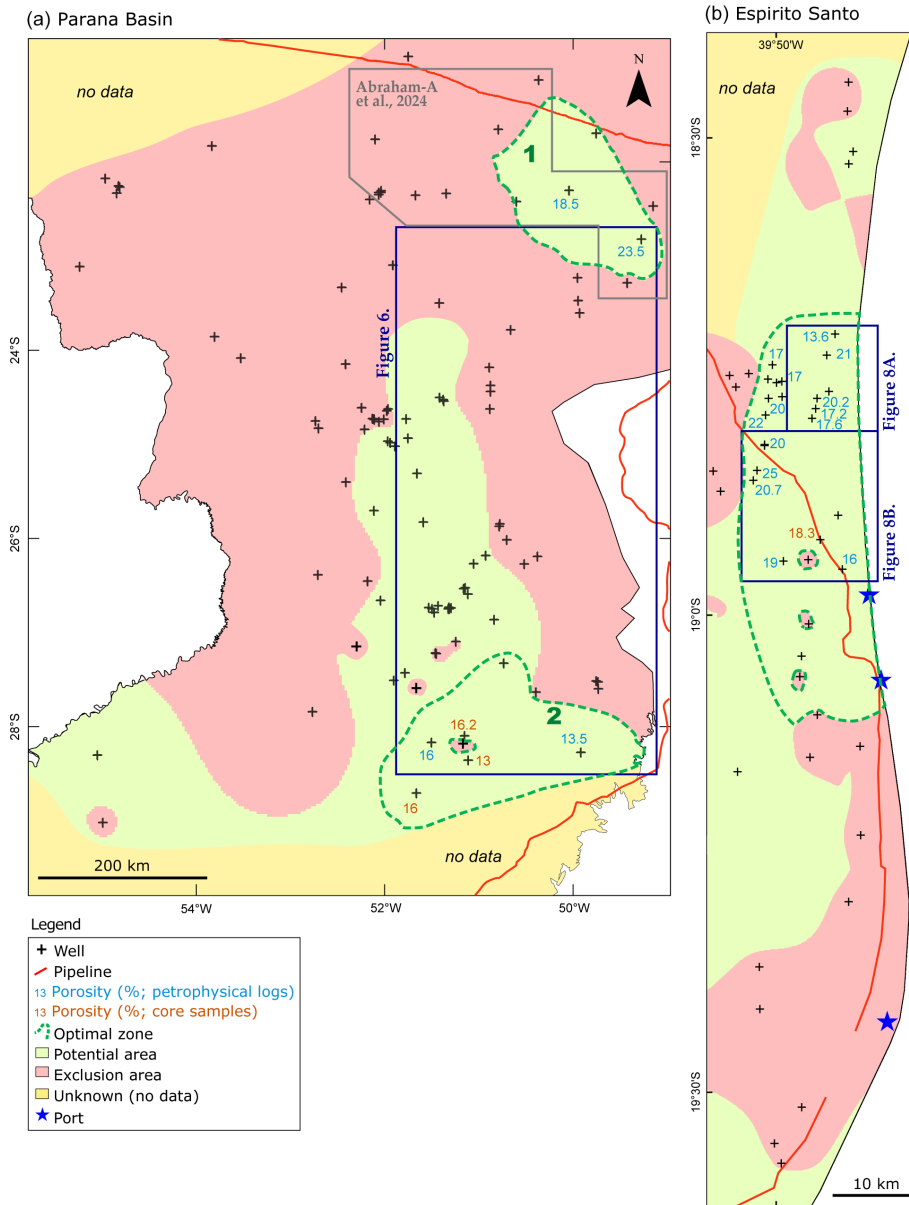 (a) Parana Basin
no data
Abraham-A
et al., 2024
N
1
18.5
23.5
Figure 6.
24°S
26°S
28°S
2
16.2
16
13
13.5
16
no data
200 km
54°W
52°W
50°W
Legend
Well
Pipeline
13 Porosity (%; petrophysical logs)
13 Porosity (%; core samples)
Optimal zone
Potential area
Exclusion area
Unknown (no data)
Port
(b) Espirito Santo
39°50'W
no data
18°30'S
13.6
21
17
17
20
20.2
17.2
22
17.6
Figure 8A.
20
25
20.7
18.3
19
16
Figure 8B.
19°0'S
19°30'S
10 km